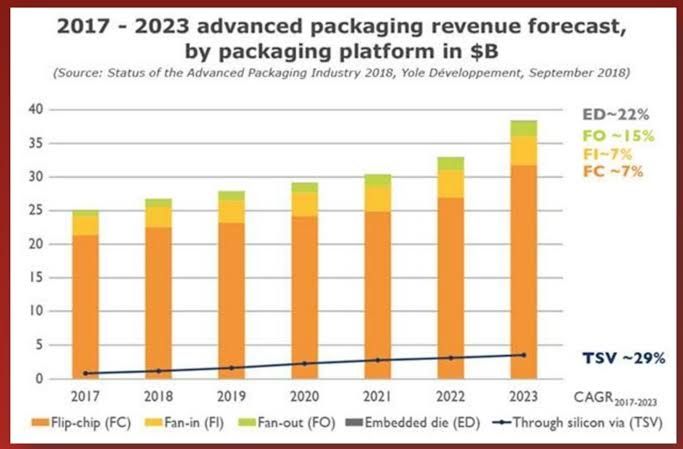 2017 - 2023 advanced packaging revenue forecast,
by packaging platform in $B
(Source: Status of the Advanced Packaging Industry 2018, Yole Développement, September 2018)
40
35
30
25
20
15
10
5
0
ED~22%
FO ~15%
FI~7%
FC ~7%
TSV ~29%
2017 2018 2019 2020 2021 2022 2023
CAGR2017-2023
Flip-chip (FC) Fan-in (FI) Fan-out (FO) Embedded die (ED) Through silicon via (TSV)